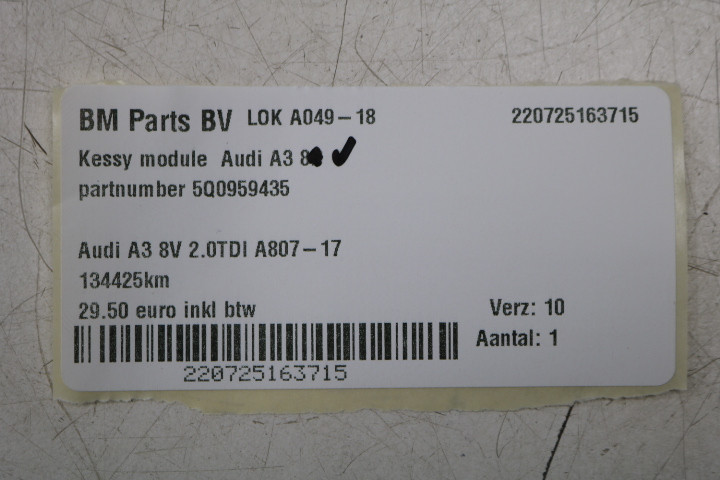 BM Parts BV LOK A049-18 220725163715
Kessy module Audi A3
partnumber 5Q0959435
Audi A3 8V 2.0TDI A807-17
134425km
29.50 euro inkl btw Verz: 10
Aantal: 1
220725163715